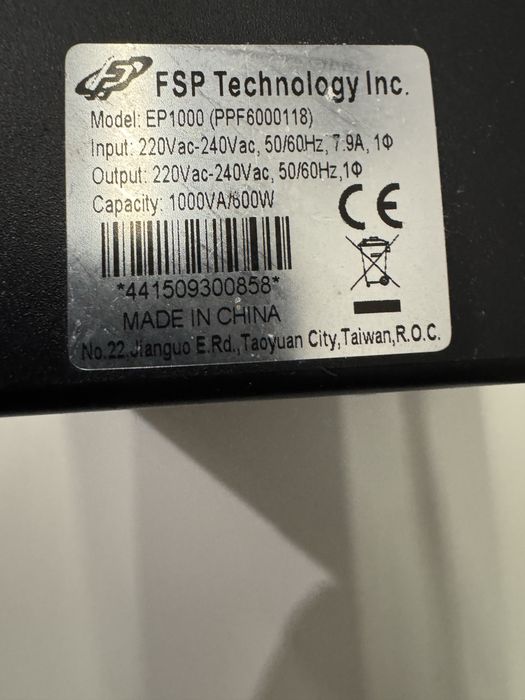 FSP Technology Inc.
Model: EP1000 (PPF6000118)
Input: 220Vac-240Vac, 50/60Hz, 7.9A, 1Φ
Output: 220Vac-240Vac, 50/60Hz,1Φ
Capacity: 1000VA/600W
CE
*441509300858*
MADE IN CHINA
No.22,Jianguo E.Rd.,Taoyuan City,Taiwan,R.O.C.